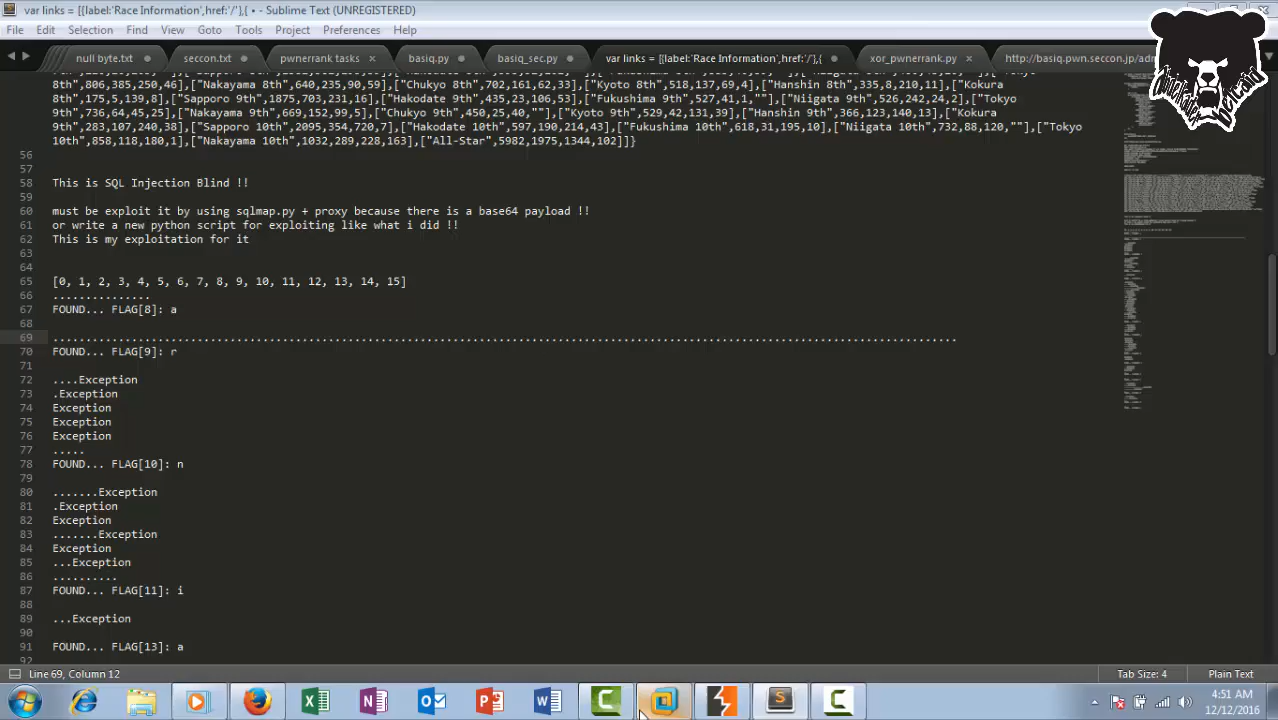 var links = [{label:'Race Information',href:'/'},{ • - Sublime Text (UNREGISTERED)
File Edit Selection Find View Goto Tools Project Preferences Help
null byte.txt seccon.txt pwnerrank tasks × basiq.py basiq_sec.py var links = [{label:'Race Information',href:'/'},{ xor_pwnerrank.py × http://basiq.pwn.seccon.jp/adm
8th",806,385,250,46],["Nakayama 8th",640,235,90,59],["Chukyo 8th",702,161,62,33],["Kyoto 8th",518,137,69,4],["Hanshin 8th",335,8,210,11],["Kokura
8th",175,5,139,8],["Sapporo 9th",1875,703,231,16],["Hakodate 9th",435,23,106,53],["Fukushima 9th",527,41,1,""],["Niigata 9th",526,242,24,2],["Tokyo
9th",736,64,45,25],["Nakayama 9th",669,152,99,5],["Chukyo 9th",450,25,40,""],["Kyoto 9th",529,42,131,39],["Hanshin 9th",366,123,140,13],["Kokura
9th",283,107,240,38],["Sapporo 10th",2095,354,720,7],["Hakodate 10th",597,190,214,43],["Fukushima 10th",618,31,195,10],["Niigata 10th",732,88,120,""],["Tokyo
10th",858,118,180,1],["Nakayama 10th",1032,289,228,163],["All-Star",5982,1975,1344,102]]}
56
57
58 This is SQL Injection Blind !!
59
60 must be exploit it by using sqlmap.py + proxy because there is a base64 payload !!
61 or write a new python script for exploiting like what i did !!
62 This is my exploitation for it
63
64
65 [0, 1, 2, 3, 4, 5, 6, 7, 8, 9, 10, 11, 12, 13, 14, 15]
66 ...............
67 FOUND... FLAG[8]: a
68
69 ...........................................................................................................................................
70 FOUND... FLAG[9]: r
71
72 ....Exception
73 .Exception
74 Exception
75 Exception
76 Exception
77 .....
78 FOUND... FLAG[10]: n
79
80 .......Exception
81 .Exception
82 Exception
83 .......Exception
84 Exception
85 ...Exception
86 ..........
87 FOUND... FLAG[11]: i
88
89 ...Exception
90
91 FOUND... FLAG[13]: a
92
Line 69, Column 12 Tab Size: 4 Plain Text
4:51 AM
12/12/2016